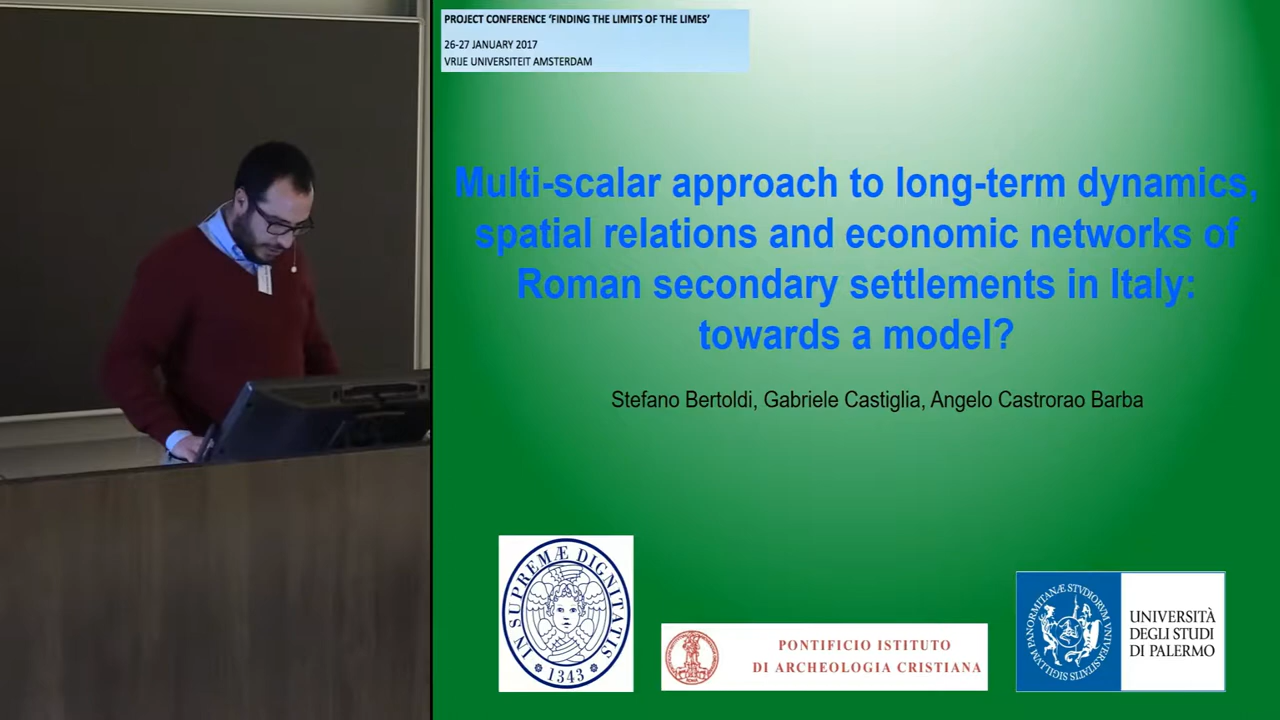 PROJECT CONFERENCE 'FINDING THE LIMITS OF THE LIMES'
26-27 JANUARY 2017
VRIJE UNIVERSITEIT AMSTERDAM
Multi-scalar approach to long-term dynamics,
spatial relations and economic networks of
Roman secondary settlements in Italy:
towards a model?
Stefano Bertoldi, Gabriele Castiglia, Angelo Castrorao Barba
IN SUPREMÆ DIGNITATIS
1343
PONTIFICIO ISTITUTO
DI ARCHEOLOGIA CRISTIANA
UNIVERSITÀ
DEGLI STUDI
DI PALERMO